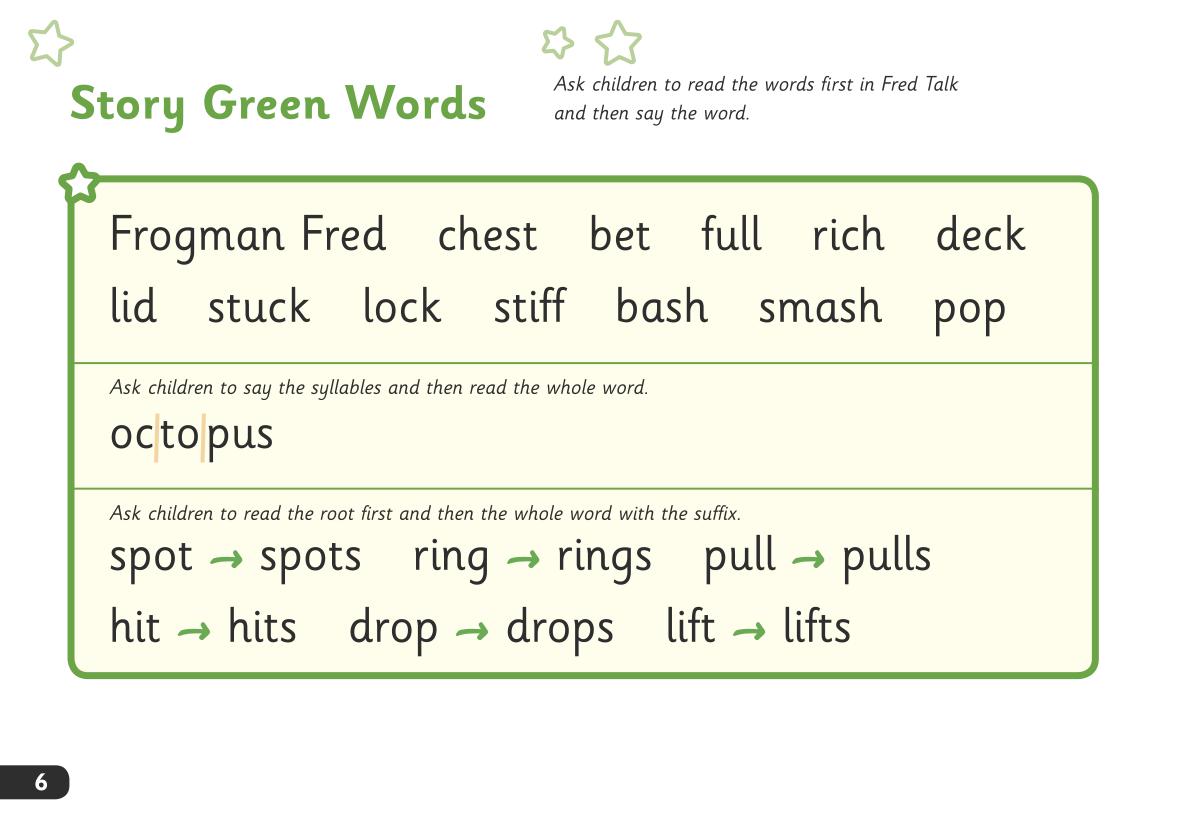 Story Green Words
Ask children to read the words first in Fred Talk
and then say the word.
Frogman Fred chest bet full rich deck
lid stuck lock stiff bash smash pop
Ask children to say the syllables and then read the whole word.
oc|to|pus
Ask children to read the root first and then the whole word with the suffix.
spot → spots ring → rings pull → pulls
hit → hits drop → drops lift → lifts
6